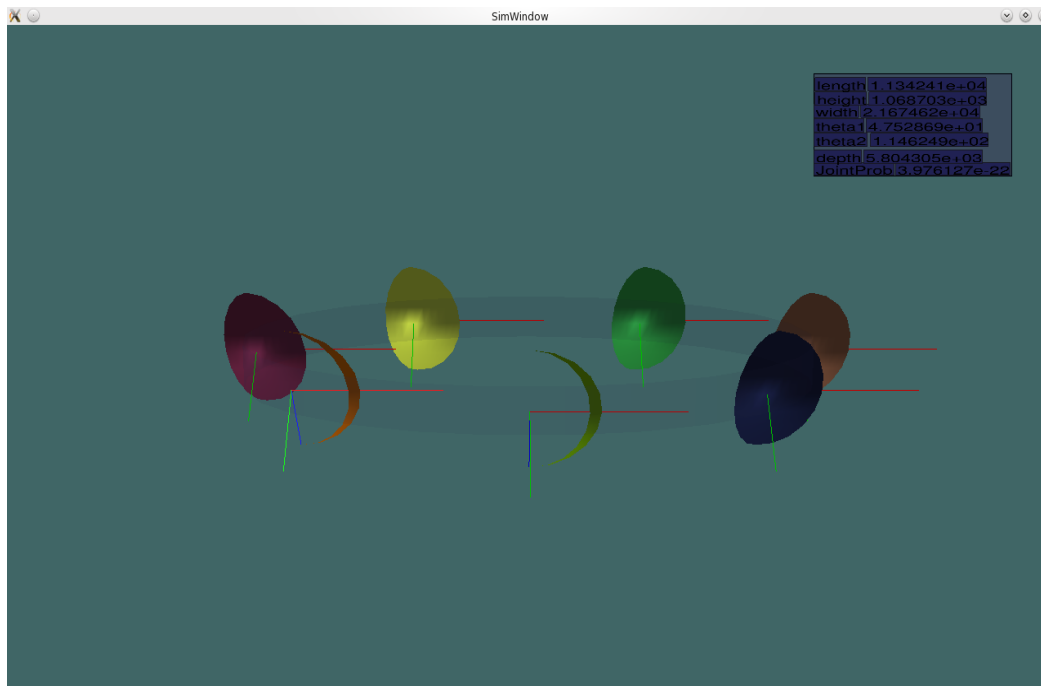 SimWindow
length 1.134241e+04
height 1.068703e+03
width 2.167462e+04
theta1 4.752869e+01
theta2 1.146249e+02
depth 5.804305e+03
JointProb 3.976127e-22